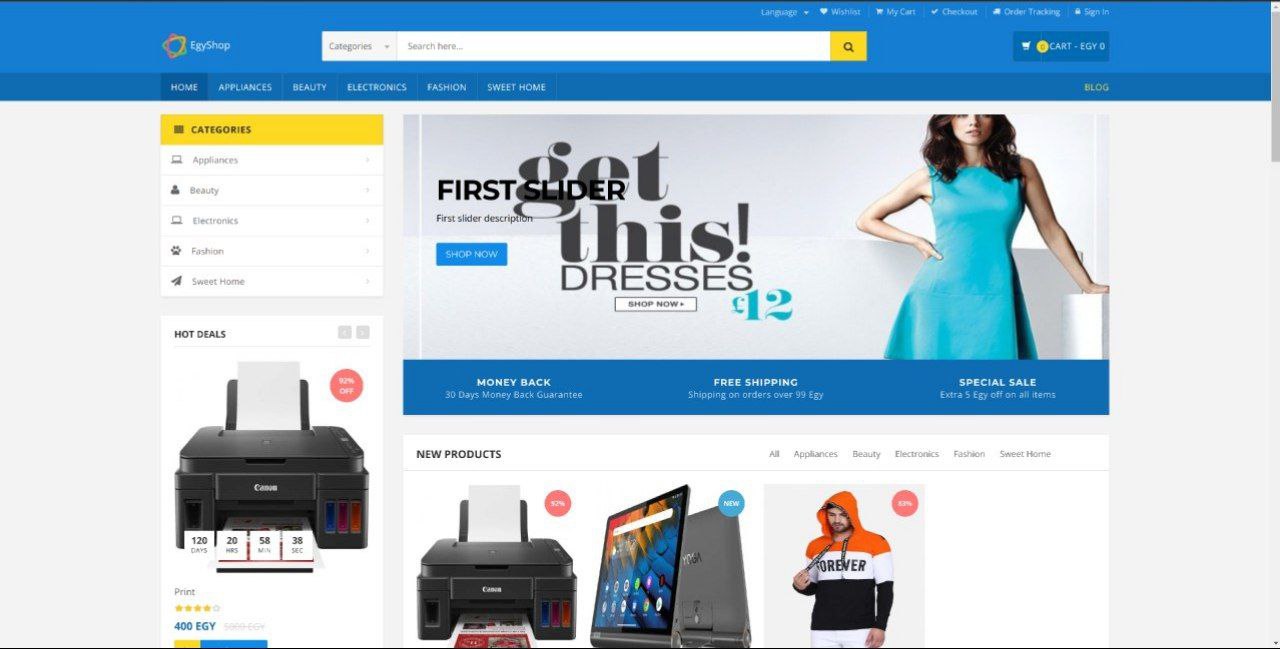 Language
Wishlist
My Cart
Checkout
Order Tracking
Sign In
EgyShop
Categories
Search here...
0
CART - EGY 0
HOME
APPLIANCES
BEAUTY
ELECTRONICS
FASHION
SWEET HOME
BLOG
CATEGORIES
Appliances
Beauty
Electronics
Fashion
Sweet Home
get
this!
DRESSES
SHOP NOW
£12
FIRST SLIDER
First slider description
SHOP NOW
MONEY BACK
30 Days Money Back Guarantee
FREE SHIPPING
Shipping on orders over 99 Egy
SPECIAL SALE
Extra 5 Egy off on all items
HOT DEALS
92%
OFF
Canon
120
DAYS
20
HRS
58
MIN
38
SEC
Print
400 EGY
5000 EGY
NEW PRODUCTS
All
Appliances
Beauty
Electronics
Fashion
Sweet Home
92%
Canon
NEW
YOGA
83%
FOREVER